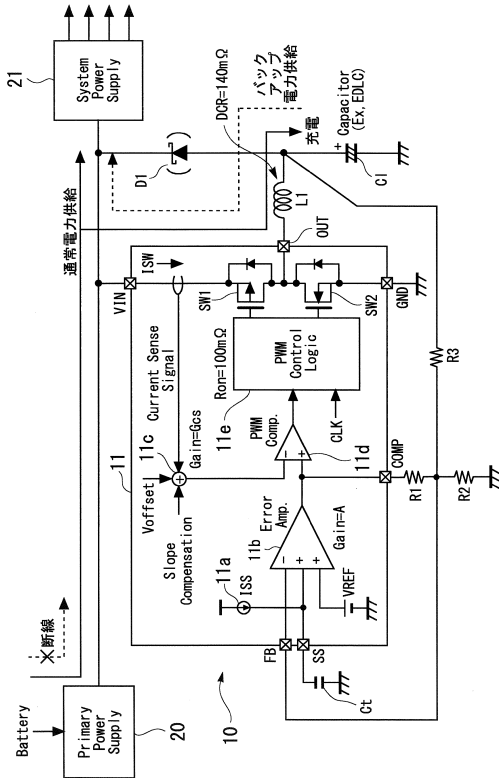 Battery
Primary
Power
Supply
20
×断線
通常電力供給
System
Power
Supply
21
10
11
VIN
ISW
Current Sense
Signal
Voffset
11c
Gain=Gcs
Slope
Compensation
11a
ISS
11b
Error
Amp.
Gain=A
VREF
FB
SS
Ct
PWM
Comp.
11d
11e
Ron=100mΩ
PWM
Control
Logic
CLK
SW1
SW2
OUT
GND
COMP
R1
R2
R3
L1
DCR=140mΩ
D1
バック
アップ
電力供給
充電
+
Capacitor
(Ex, EDLC)
Cl